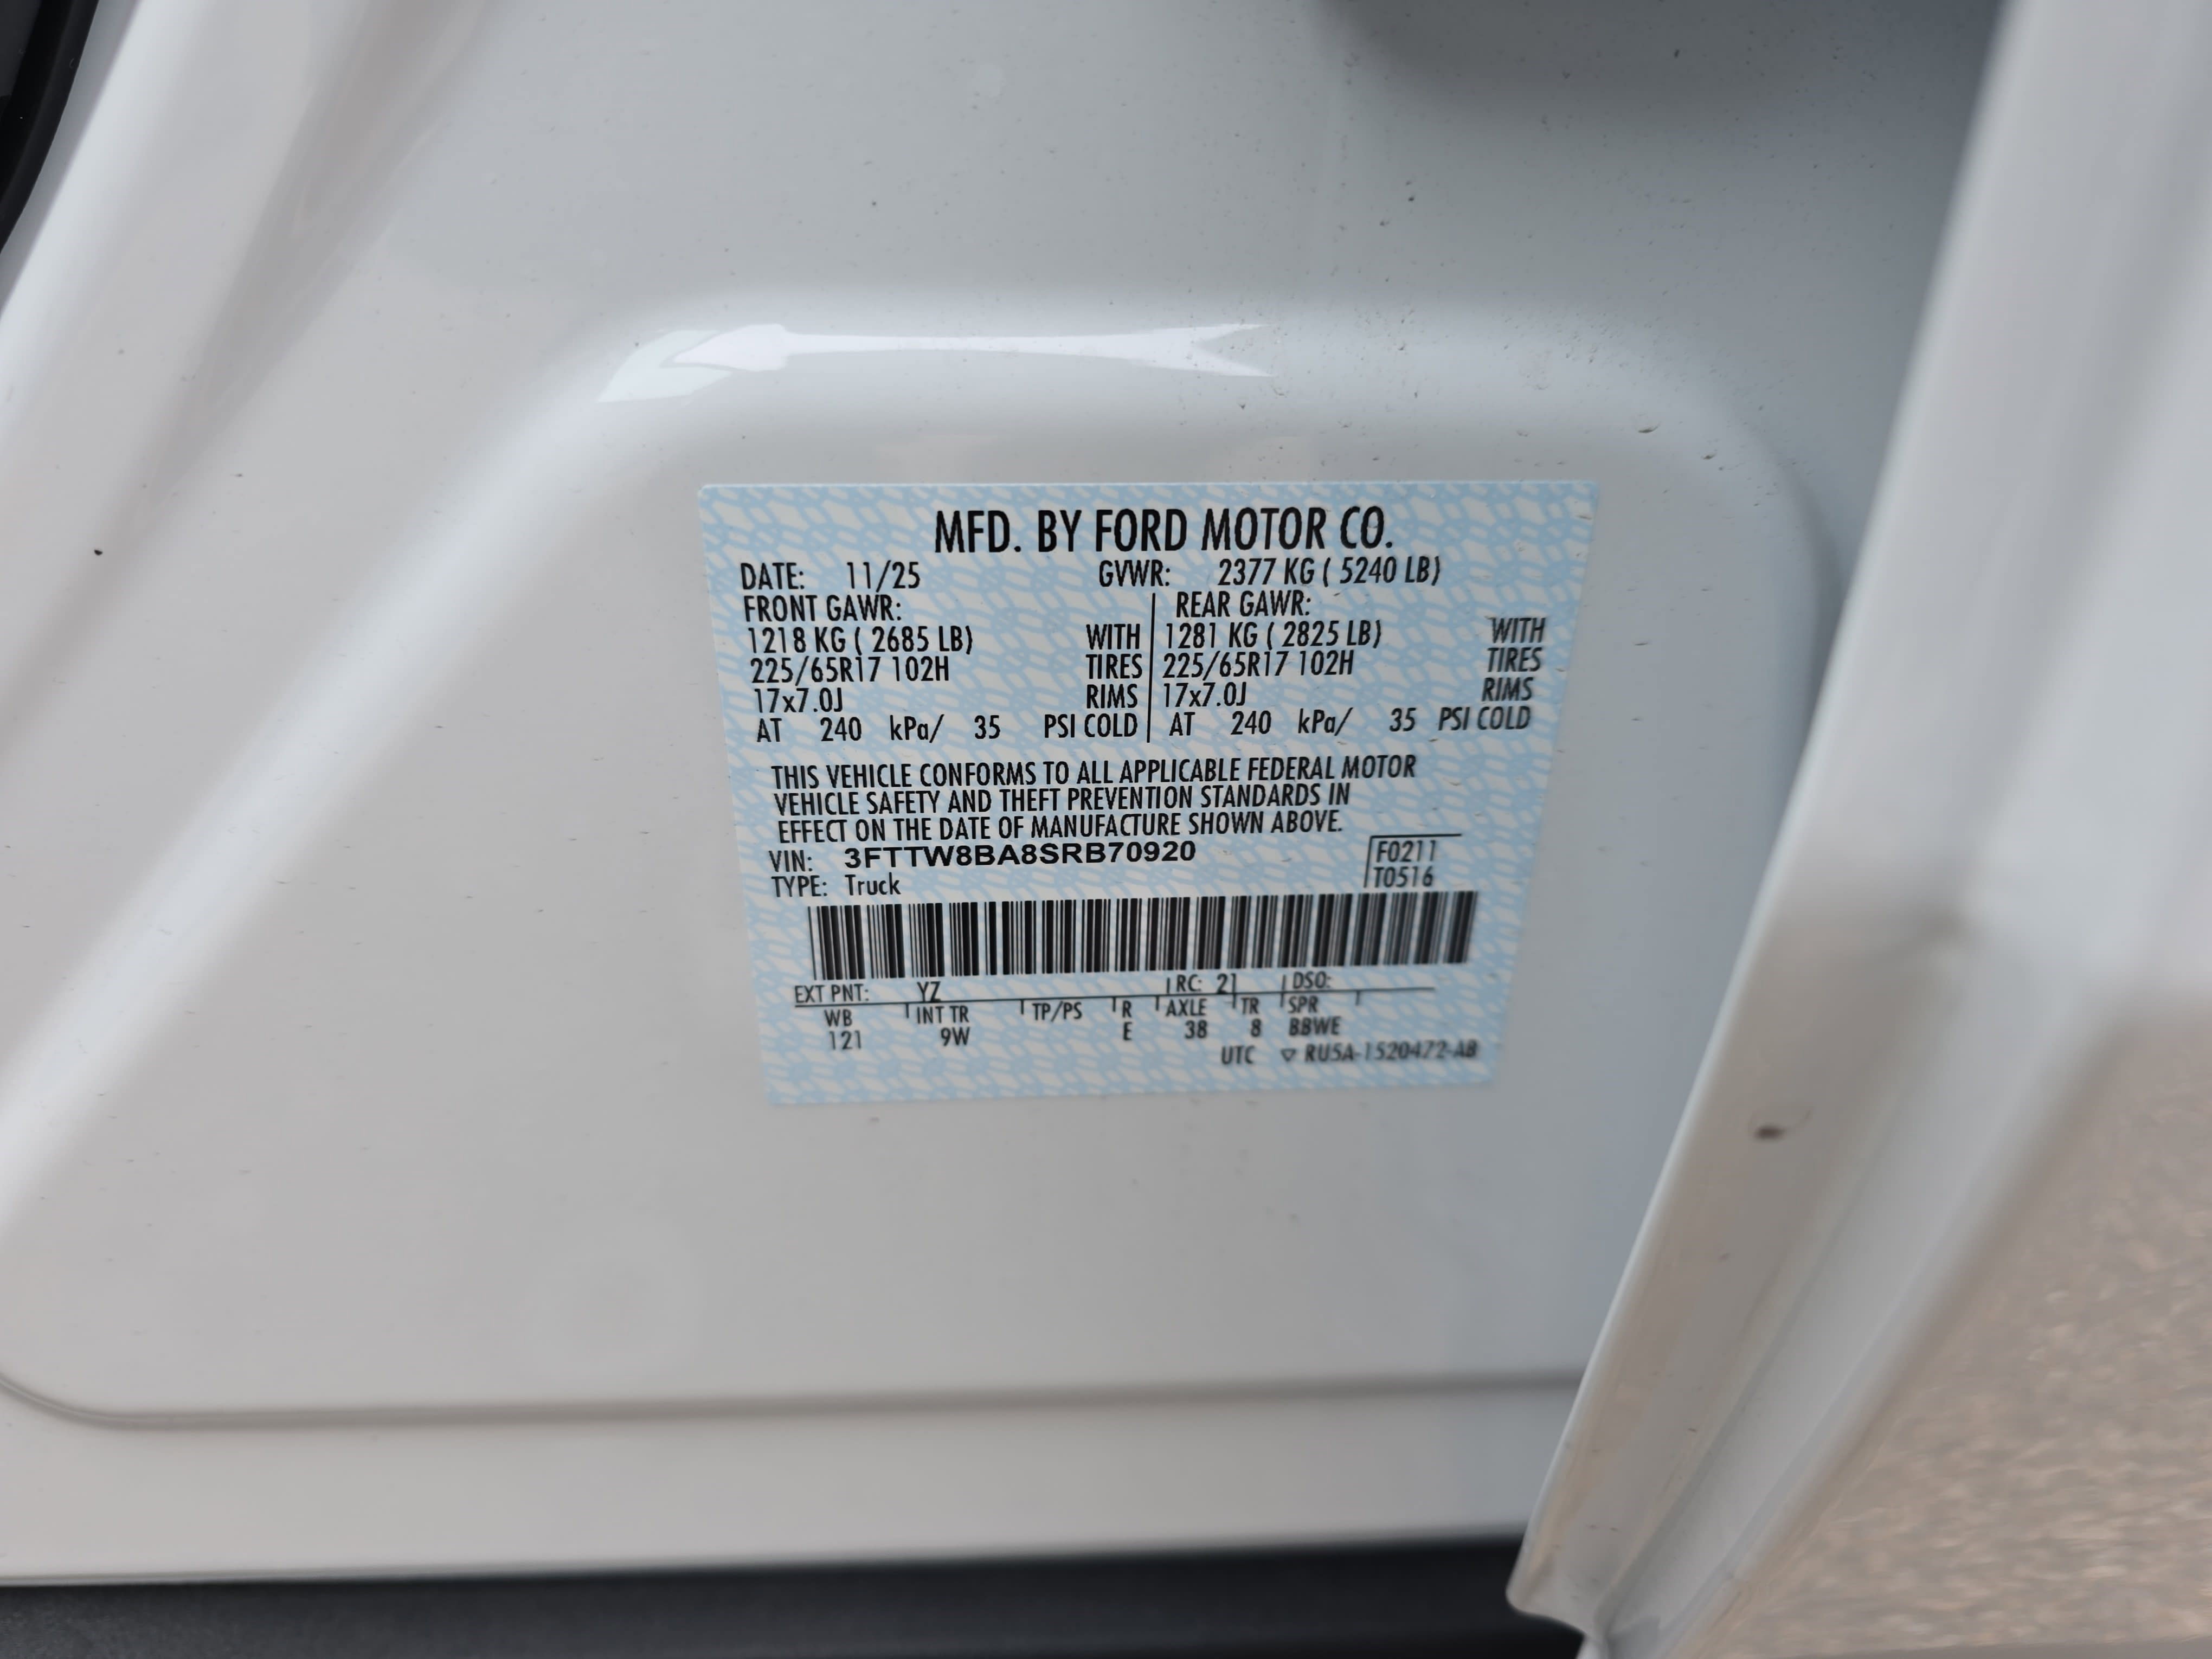 MFD. BY FORD MOTOR CO.
DATE: 11/25 GVWR: 2377 KG ( 5240 LB)
FRONT GAWR: REAR GAWR:
1218 KG ( 2685 LB) WITH 1281 KG ( 2825 LB) WITH
225/65R17 102H TIRES 225/65R17 102H TIRES
17x7.0J RIMS 17x7.0J RIMS
AT 240 kPa/ 35 PSI COLD AT 240 kPa/ 35 PSI COLD
THIS VEHICLE CONFORMS TO ALL APPLICABLE FEDERAL MOTOR
VEHICLE SAFETY AND THEFT PREVENTION STANDARDS IN
EFFECT ON THE DATE OF MANUFACTURE SHOWN ABOVE.
VIN: 3FTTW8BA8SRB70920 F0211
TYPE: Truck T0516
EXT PNT: YZ RC: 21 DSO:
WB INT TR TP/PS R AXLE TR SPR
121 9W E 38 8 BBWE
UTC ▽ RU5A-1520472-AB